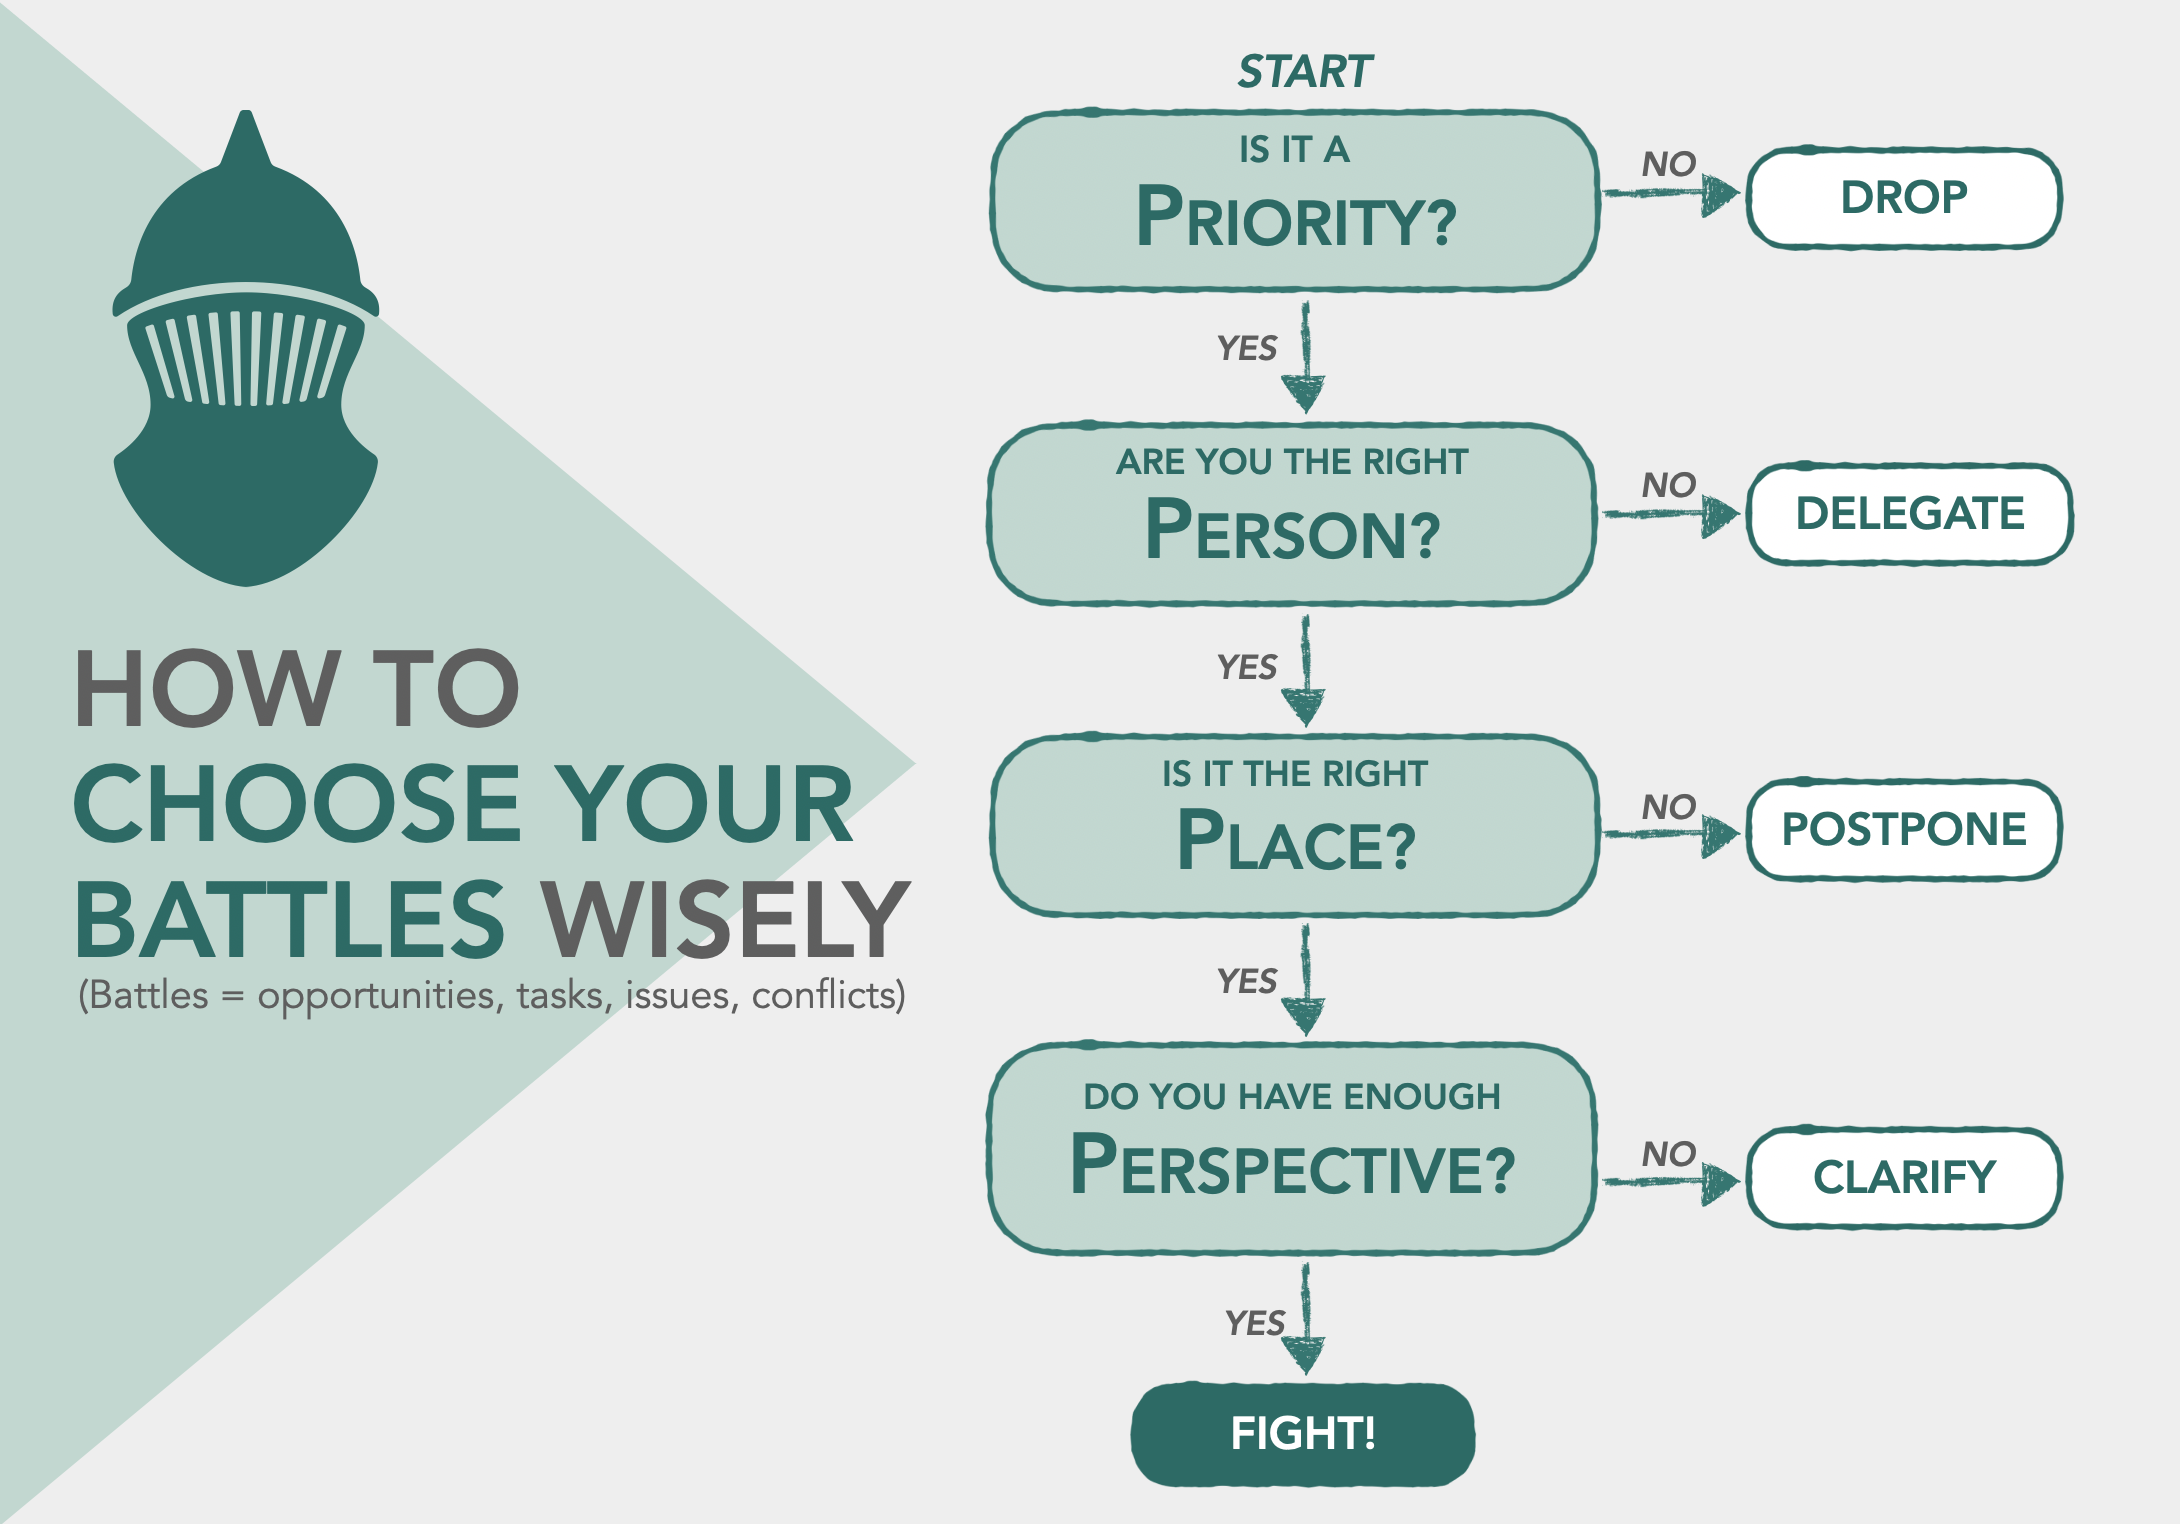 HOW TO
CHOOSE YOUR
BATTLES WISELY
(Battles = opportunities, tasks, issues, conflicts)
START
IS IT A
PRIORITY?
NO
DROP
YES
ARE YOU THE RIGHT
PERSON?
NO
DELEGATE
YES
IS IT THE RIGHT
PLACE?
NO
POSTPONE
YES
DO YOU HAVE ENOUGH
PERSPECTIVE?
NO
CLARIFY
YES
FIGHT!